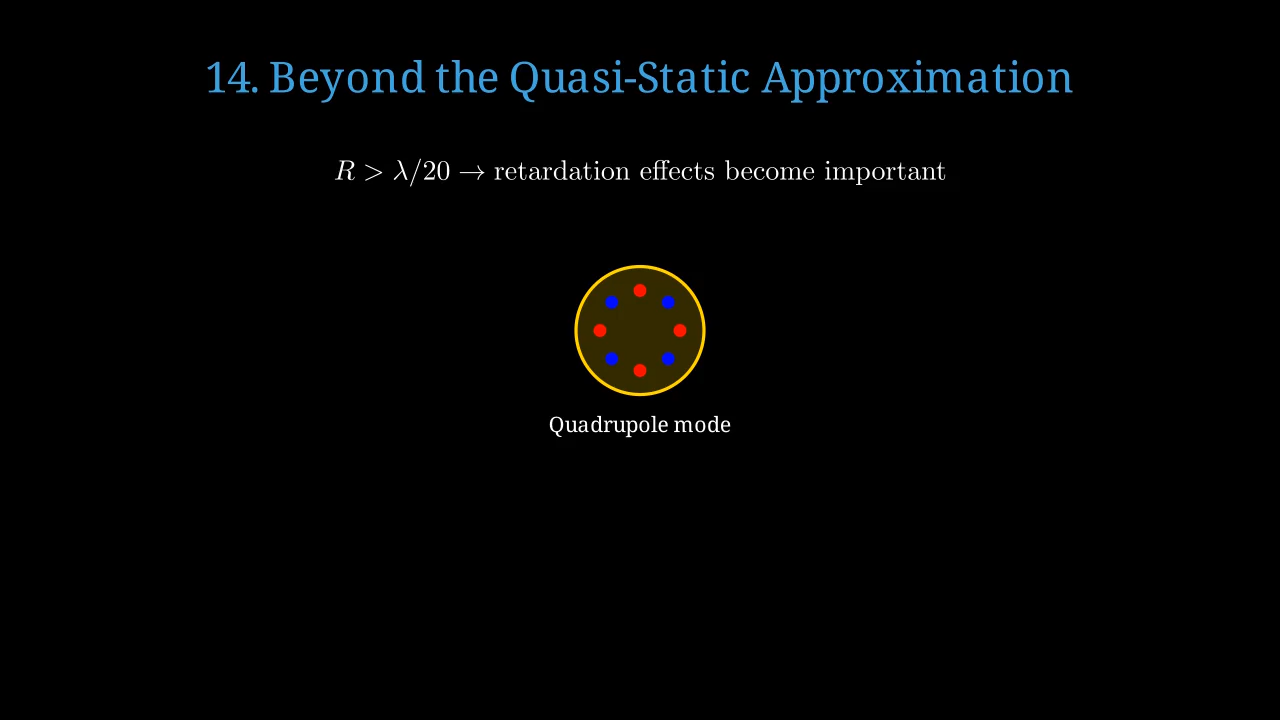 14. Beyond the Quasi-Static Approximation
R > λ/20 → retardation effects become important
Quadrupole mode